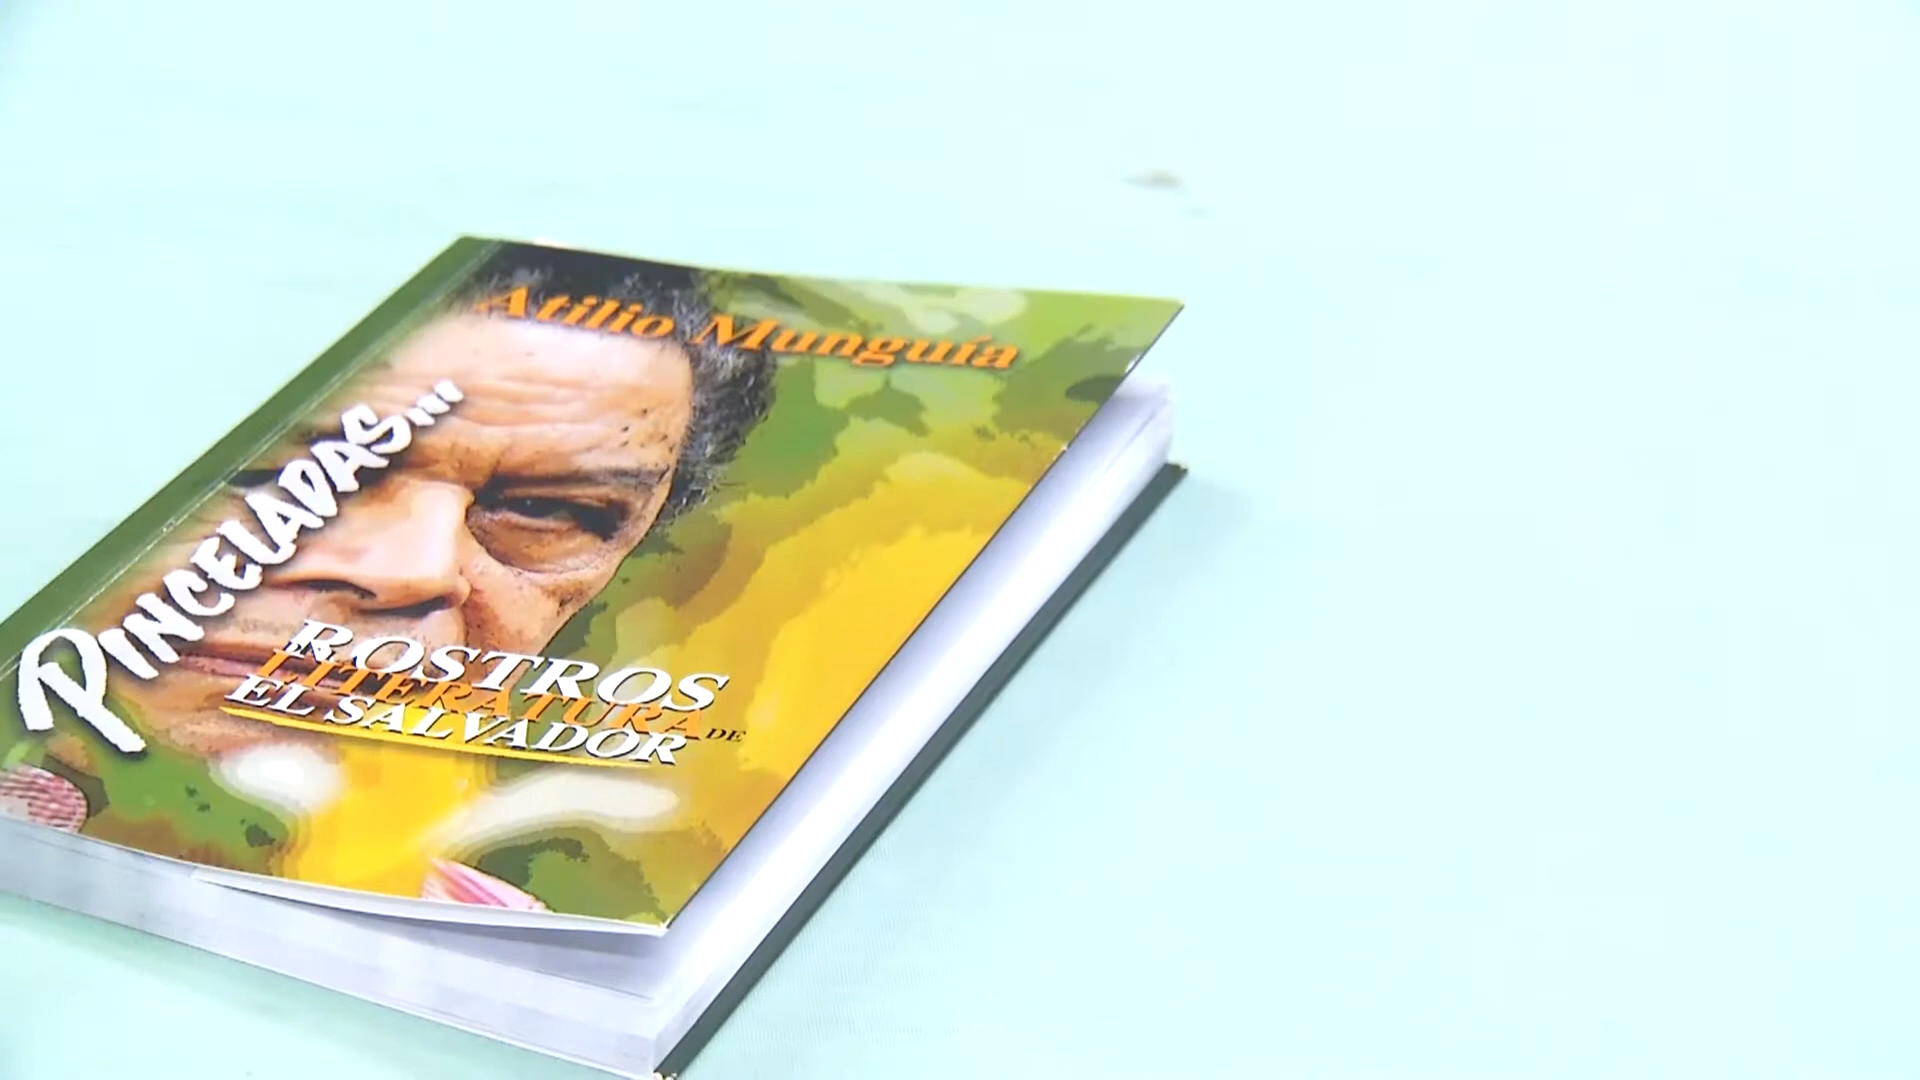 Atilio Munguía
PINCELADAS...
ROSTROS
LITERATURA DE
EL SALVADOR